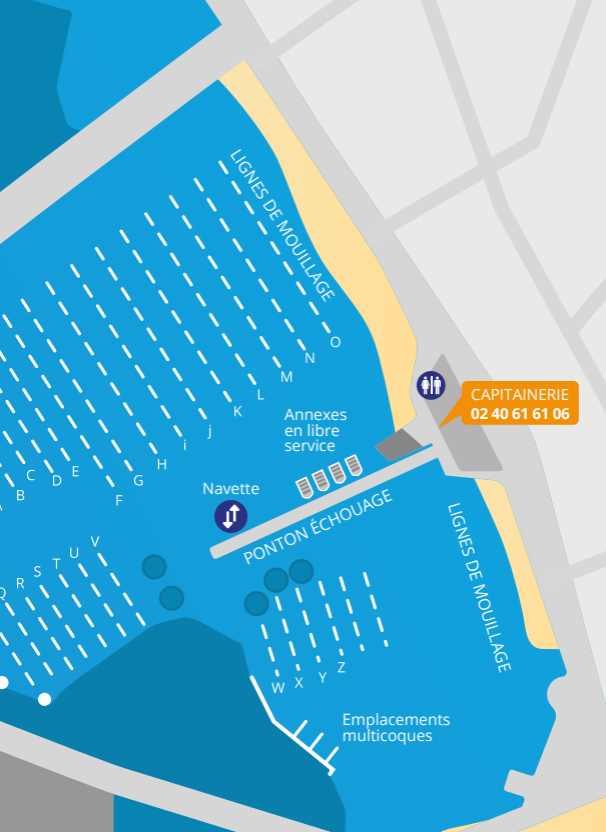 LIGNES DE MOUILLAGE
O
N
M
L
K
j
i
H
G
F
E
D
C
B
CAPITAINERIE
02 40 61 61 06
Annexes
en libre
service
Navette
PONTON ÉCHOUAGE
LIGNES DE MOUILLAGE
V
U
T
S
R
Q
W
X
Y
Z
Emplacements
multicoques